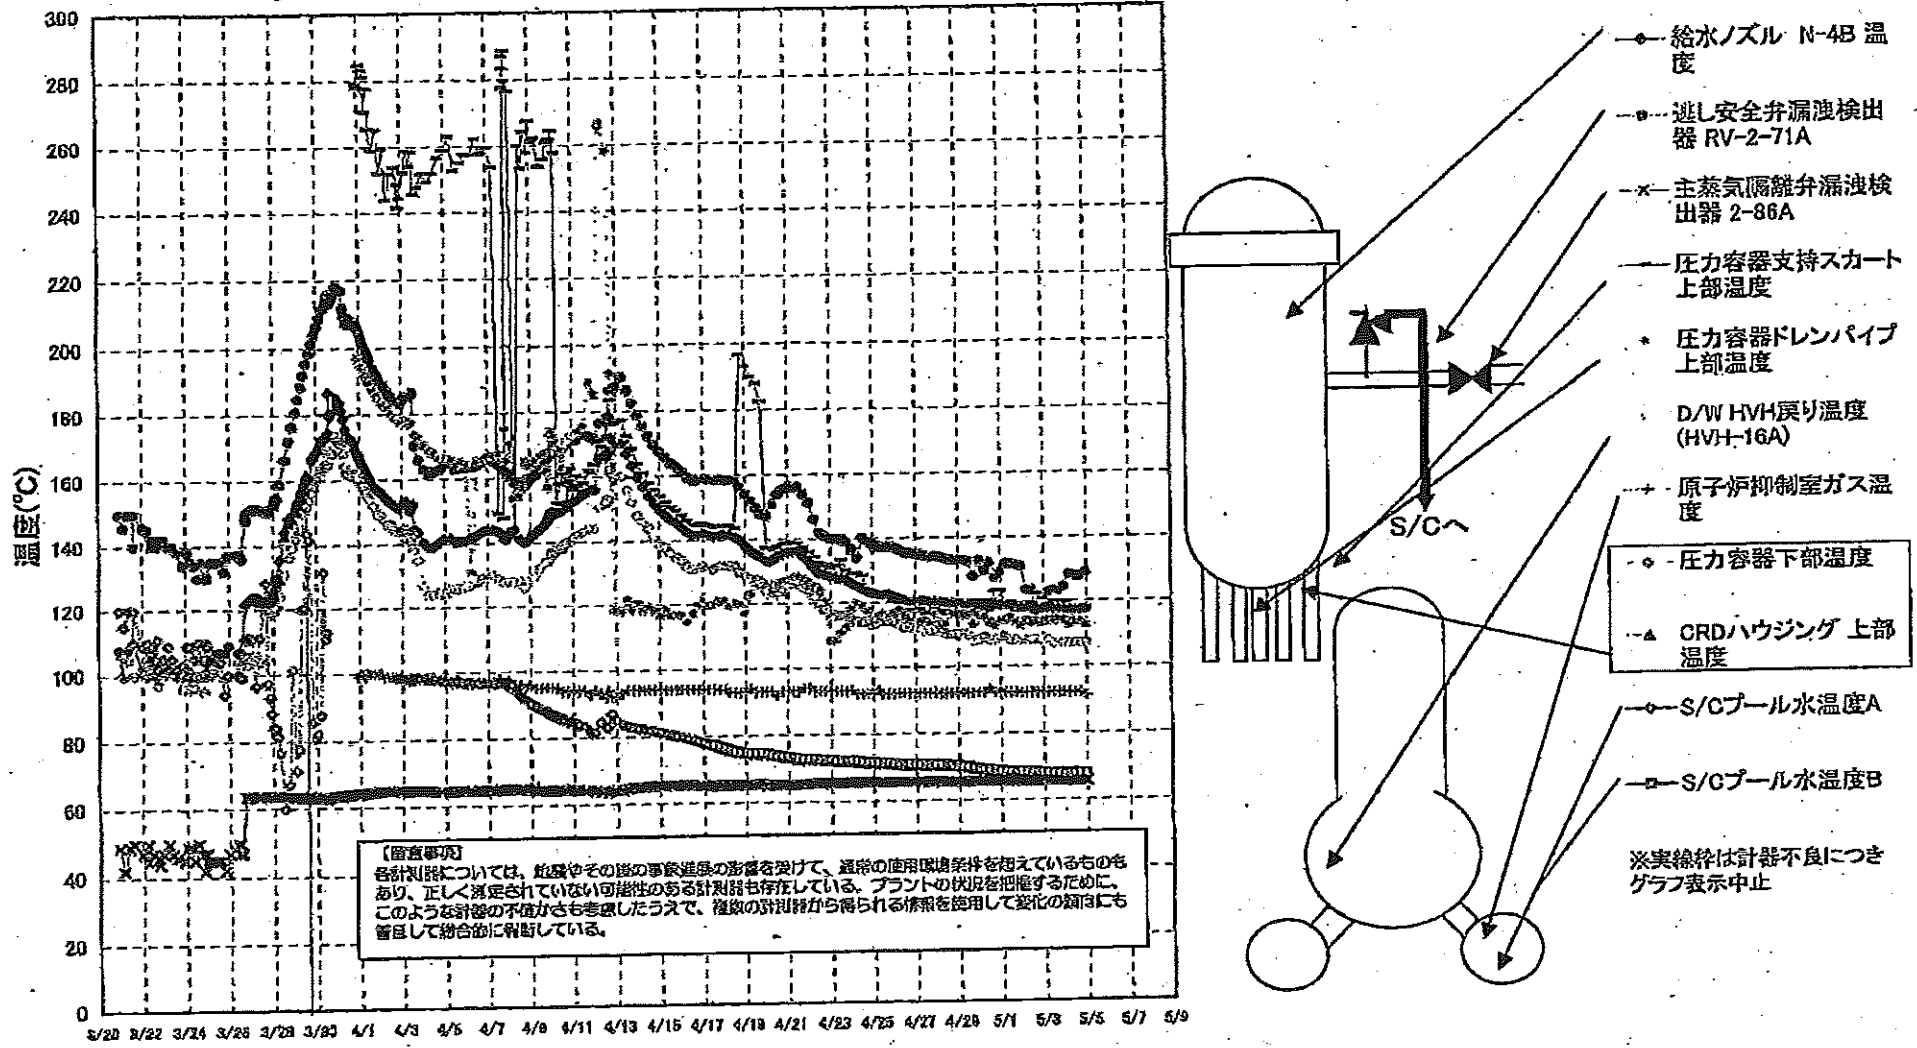 300
280
260
240
220
200
180
160
140
120
100
80
60
40
20
0
温度(℃)
3/20 3/22 3/24 3/26 3/28 3/30 4/1 4/3 4/5 4/7 4/9 4/11 4/13 4/15 4/17 4/19 4/21 4/23 4/25 4/27 4/29 5/1 5/3 5/5 5/7 5/9
【留意事項】
各計測器については、地震やその後の事象進展の影響を受けて、通常の使用環境条件を超えているものも
あり、正しく測定されていない可能性のある計測器も存在している。プラントの状況を把握するために、
このような計器の不確かさも考慮したうえで、複数の計測器から得られる情報を使用して変化の傾向にも
着目して総合的に判断している。
給水ノズル N-4B 温
度
逃し安全弁漏洩検出
器 RV-2-71A
主蒸気隔離弁漏洩検
出器 2-86A
圧力容器支持スカート
上部温度
圧力容器ドレンパイプ
上部温度
D/W HVH戻り温度
(HVH-16A)
原子炉抑制室ガス温
度
圧力容器下部温度
CRDハウジング 上部
温度
S/Cプール水温度A
S/Cプール水温度B
S/Cへ
※実線枠は計器不良につき
グラフ表示中止